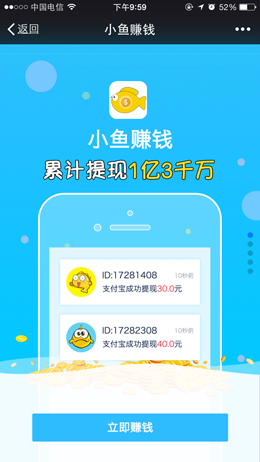 中国电信
下午9:59
52%
返回
小鱼赚钱
小鱼赚钱
累计提现1亿3千万
ID:17281408
10秒前
支付宝成功提现30.0元
ID:17282308
10秒前
支付宝成功提现40.0元
立即赚钱